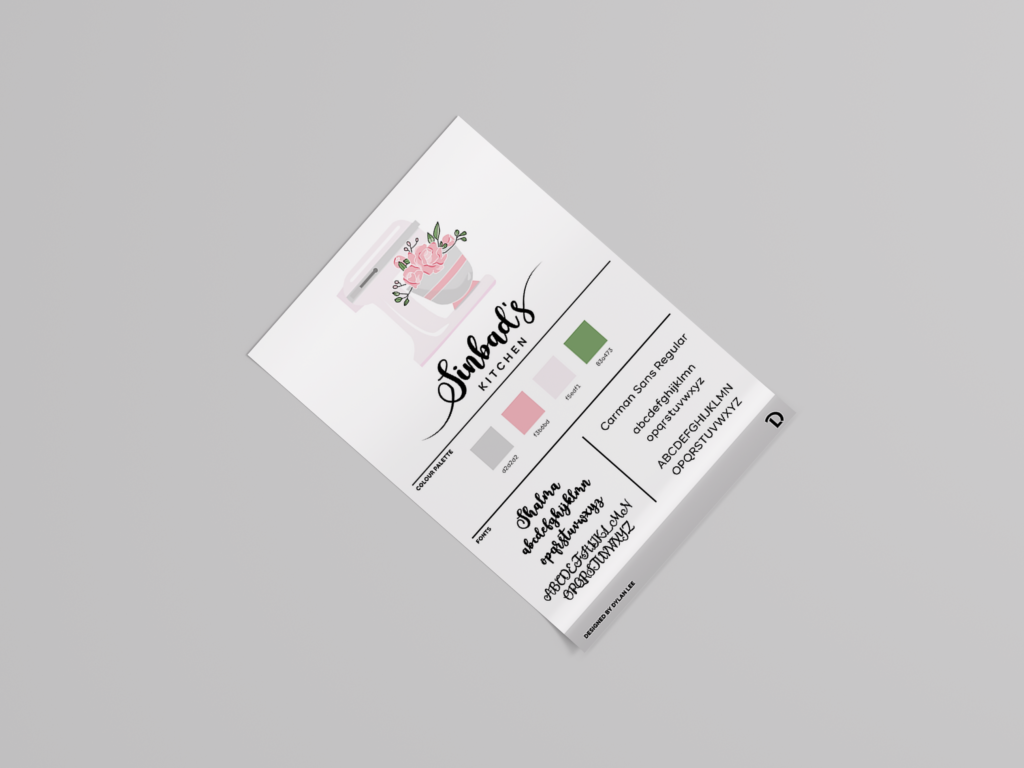 Sinbad's
KITCHEN
COLOUR PALETTE
d2d2d2
f5e6f1
FONTS
Shalma
abcdefghijklmn
opqrstuvwxyz
ABCDEFGHIJKLMN
OPQRSTUVWXYZ
Carman Sans Regular
abcdefghijklmn
opqrstuvwxyz
ABCDEFGHIJKLMN
OPQRSTUVWXYZ
DESIGNED BY DYLAN LEE
D